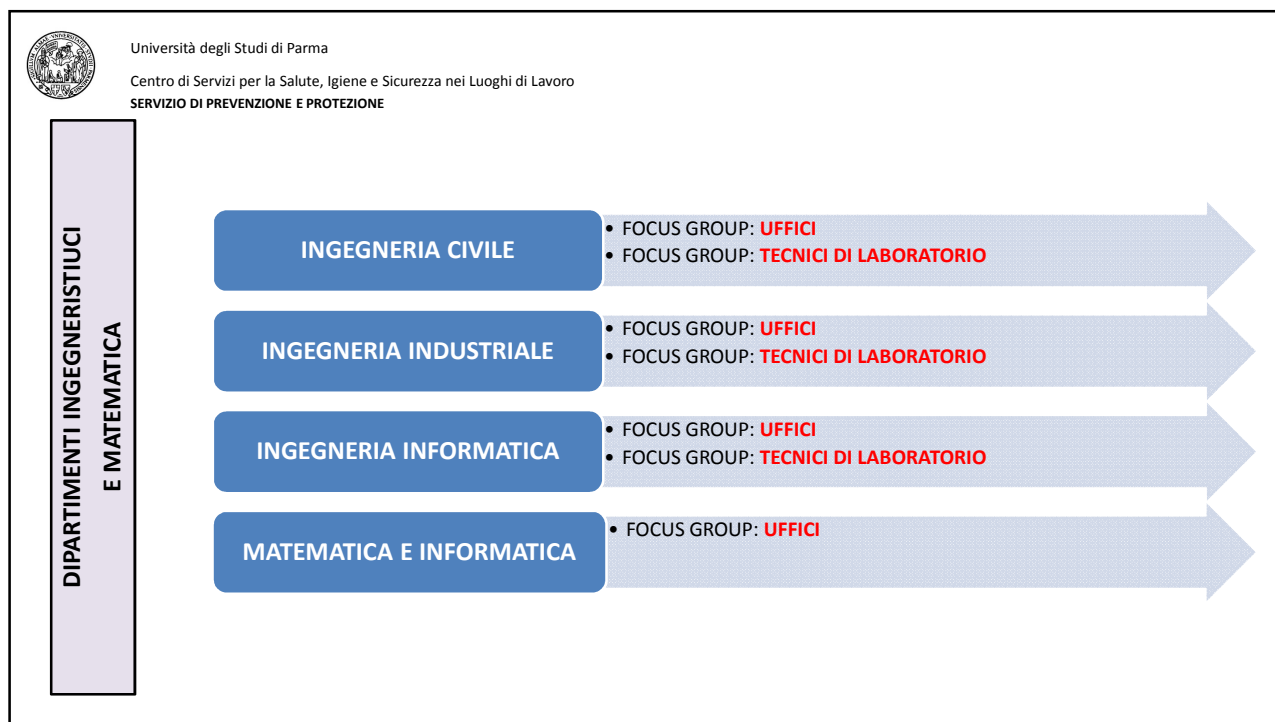 Università degli Studi di Parma
Centro di Servizi per la Salute, Igiene e Sicurezza nei Luoghi di Lavoro
SERVIZIO DI PREVENZIONE E PROTEZIONE
DIPARTIMENTI INGEGNERISTIUCI
E MATEMATICA
INGEGNERIA CIVILE
• FOCUS GROUP: UFFICI
• FOCUS GROUP: TECNICI DI LABORATORIO
INGEGNERIA INDUSTRIALE
• FOCUS GROUP: UFFICI
• FOCUS GROUP: TECNICI DI LABORATORIO
INGEGNERIA INFORMATICA
• FOCUS GROUP: UFFICI
• FOCUS GROUP: TECNICI DI LABORATORIO
MATEMATICA E INFORMATICA
• FOCUS GROUP: UFFICI